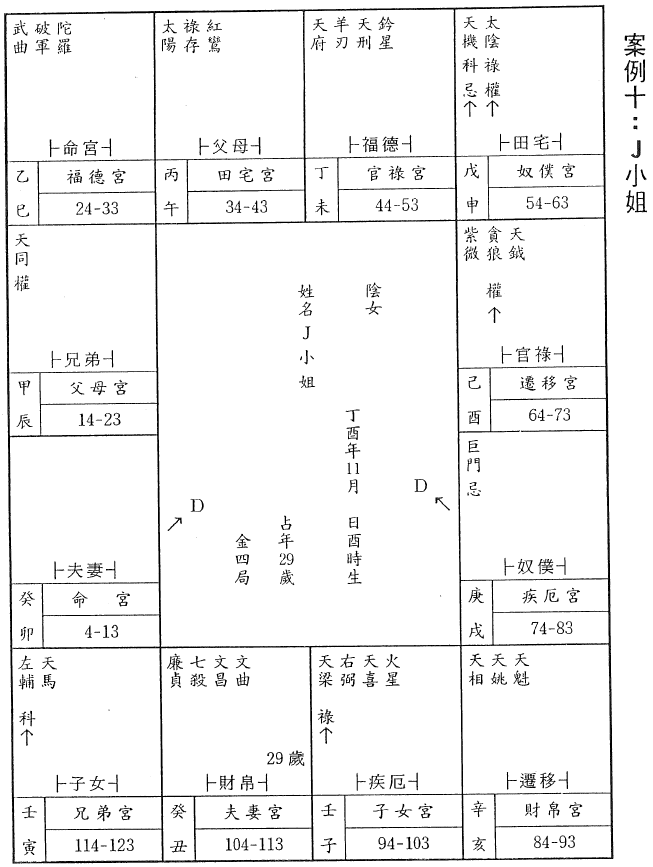 案例十：J小姐
武曲 破軍 陀羅
├命宮┤
乙巳
福德宮
24-33
太陽 祿存 紅鸞
├父母┤
丙午
田宅宮
34-43
天府 羊刃 天刑 鈴星
├福德┤
丁未
官祿宮
44-53
天機科忌↑ 太陰祿權↑
├田宅┤
戊申
奴僕宮
54-63
天同權
├兄弟┤
甲辰
父母宮
14-23
紫微 貪狼權↑ 天鉞
├官祿┤
己酉
遷移宮
64-73
陰女
姓名J小姐
丁酉年11月 日酉時生
占年29歲
金四局
D↗
D↖
├夫妻┤
癸卯
命宮
4-13
巨門忌
├奴僕┤
庚戌
疾厄宮
74-83
左輔科↑ 天馬
├子女┤
壬寅
兄弟宮
114-123
廉貞 七殺 文昌 文曲
29歲
├財帛┤
癸丑
夫妻宮
104-113
天梁祿↑ 右弼 天喜 火星
├疾厄┤
壬子
子女宮
94-103
天相 天姚 天魁
├遷移┤
辛亥
財帛宮
84-93